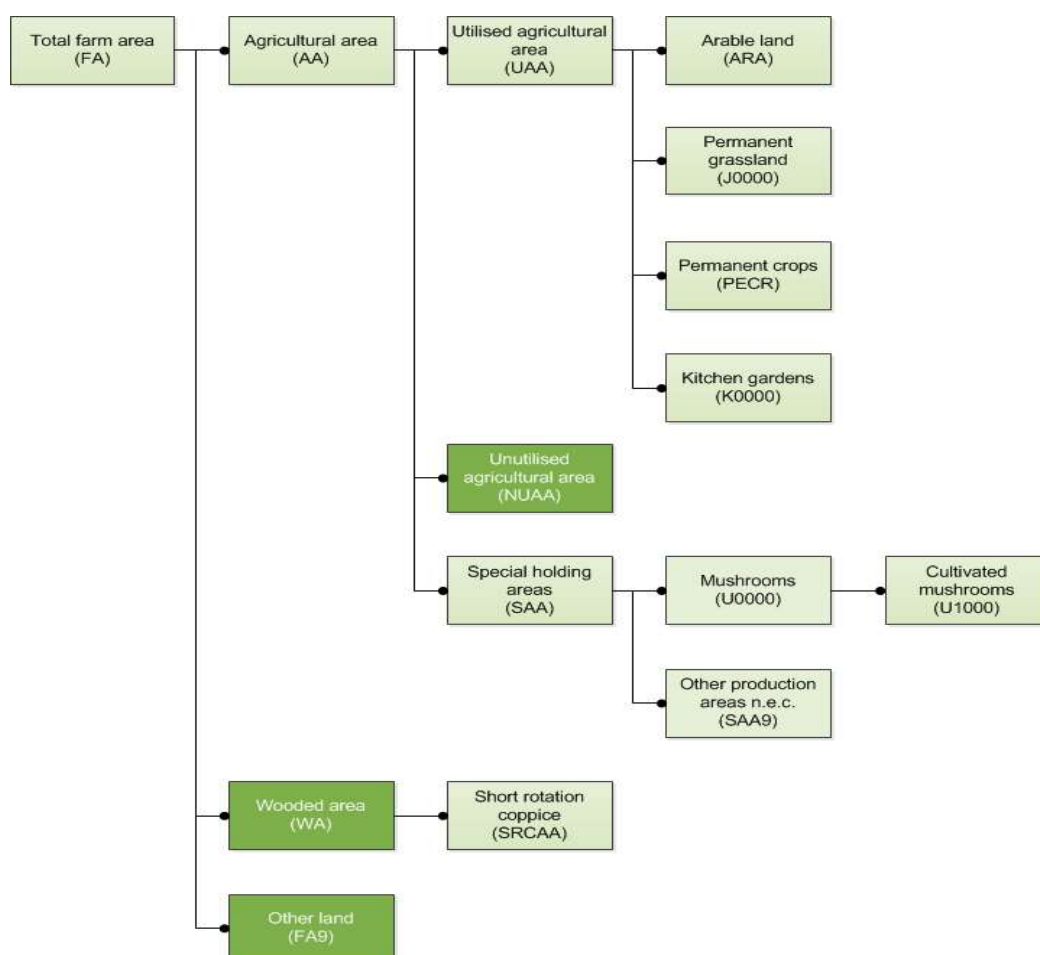 Total farm area
(FA)
Agricultural area
(AA)
Utilised agricultural
area
(UAA)
Arable land
(ARA)
Permanent
grassland
(J0000)
Permanent crops
(PECR)
Kitchen gardens
(K0000)
Unutilised
agricultural area
(NUAA)
Special holding
areas
(SAA)
Mushrooms
(U0000)
Cultivated
mushrooms
(U1000)
Other production
areas n.e.c.
(SAA9)
Wooded area
(WA)
Short rotation
coppice
(SRCAA)
Other land
(FA9)